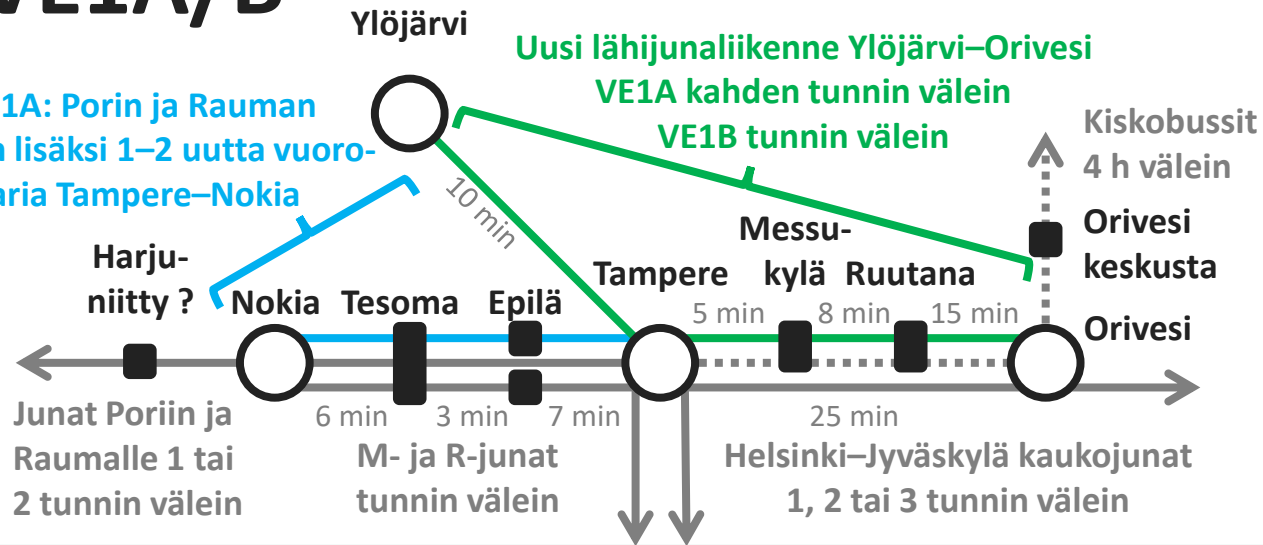 VE1A/B
Ylöjärvi
Uusi lähijunaliikenne Ylöjärvi–Orivesi
VE1A kahden tunnin välein
VE1B tunnin välein
1A: Porin ja Rauman
lisäksi 1–2 uutta vuoro-
Tampere–Nokia
Kiskobussit
4 h välein
10 min
Orivesi
keskusta
Harju-
niitty ?
Nokia
Tesoma
Epilä
Tampere
Messu-
kylä
Ruutana
5 min
8 min
15 min
Orivesi
6 min
3 min
7 min
25 min
Junat Poriin ja
Raumalle 1 tai
2 tunnin välein
M- ja R-junat
tunnin välein
Helsinki–Jyväskylä kaukojunat
1, 2 tai 3 tunnin välein